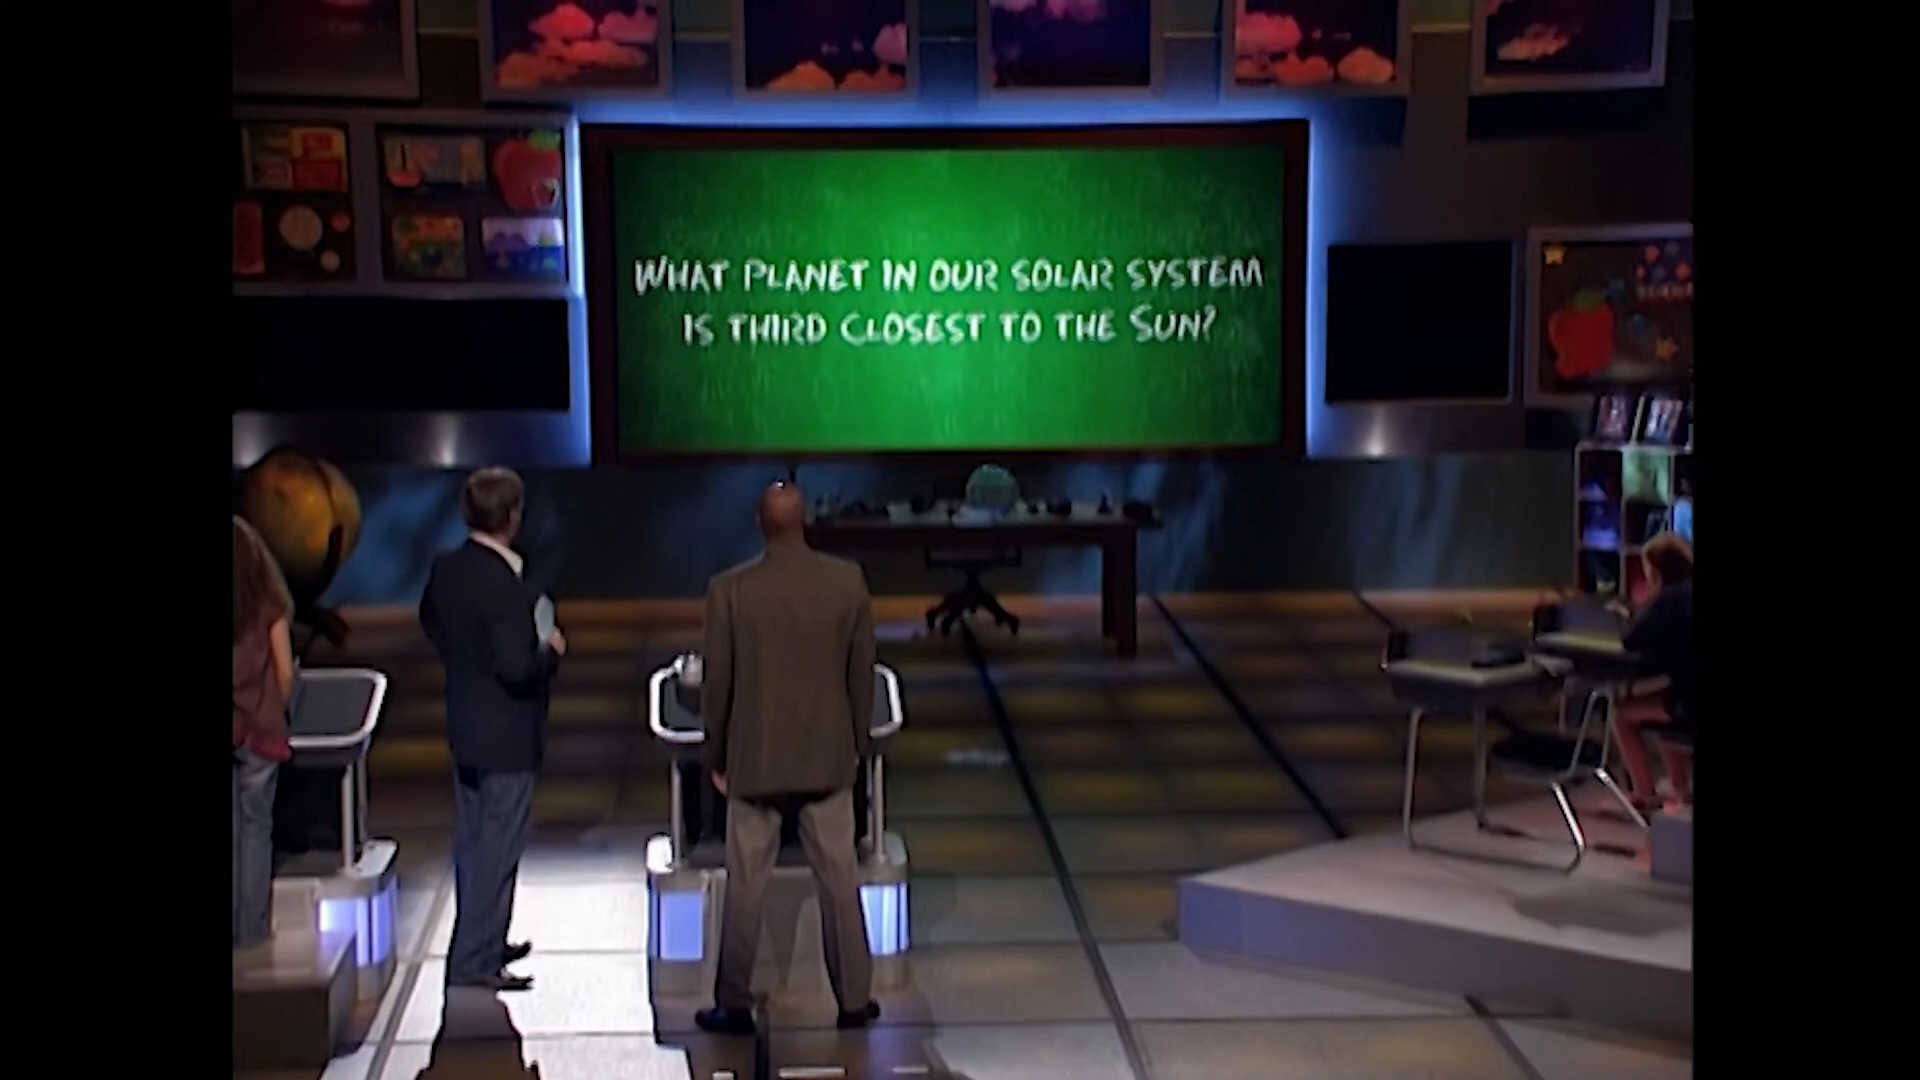 What planet in our solar system
is third closest to the Sun?